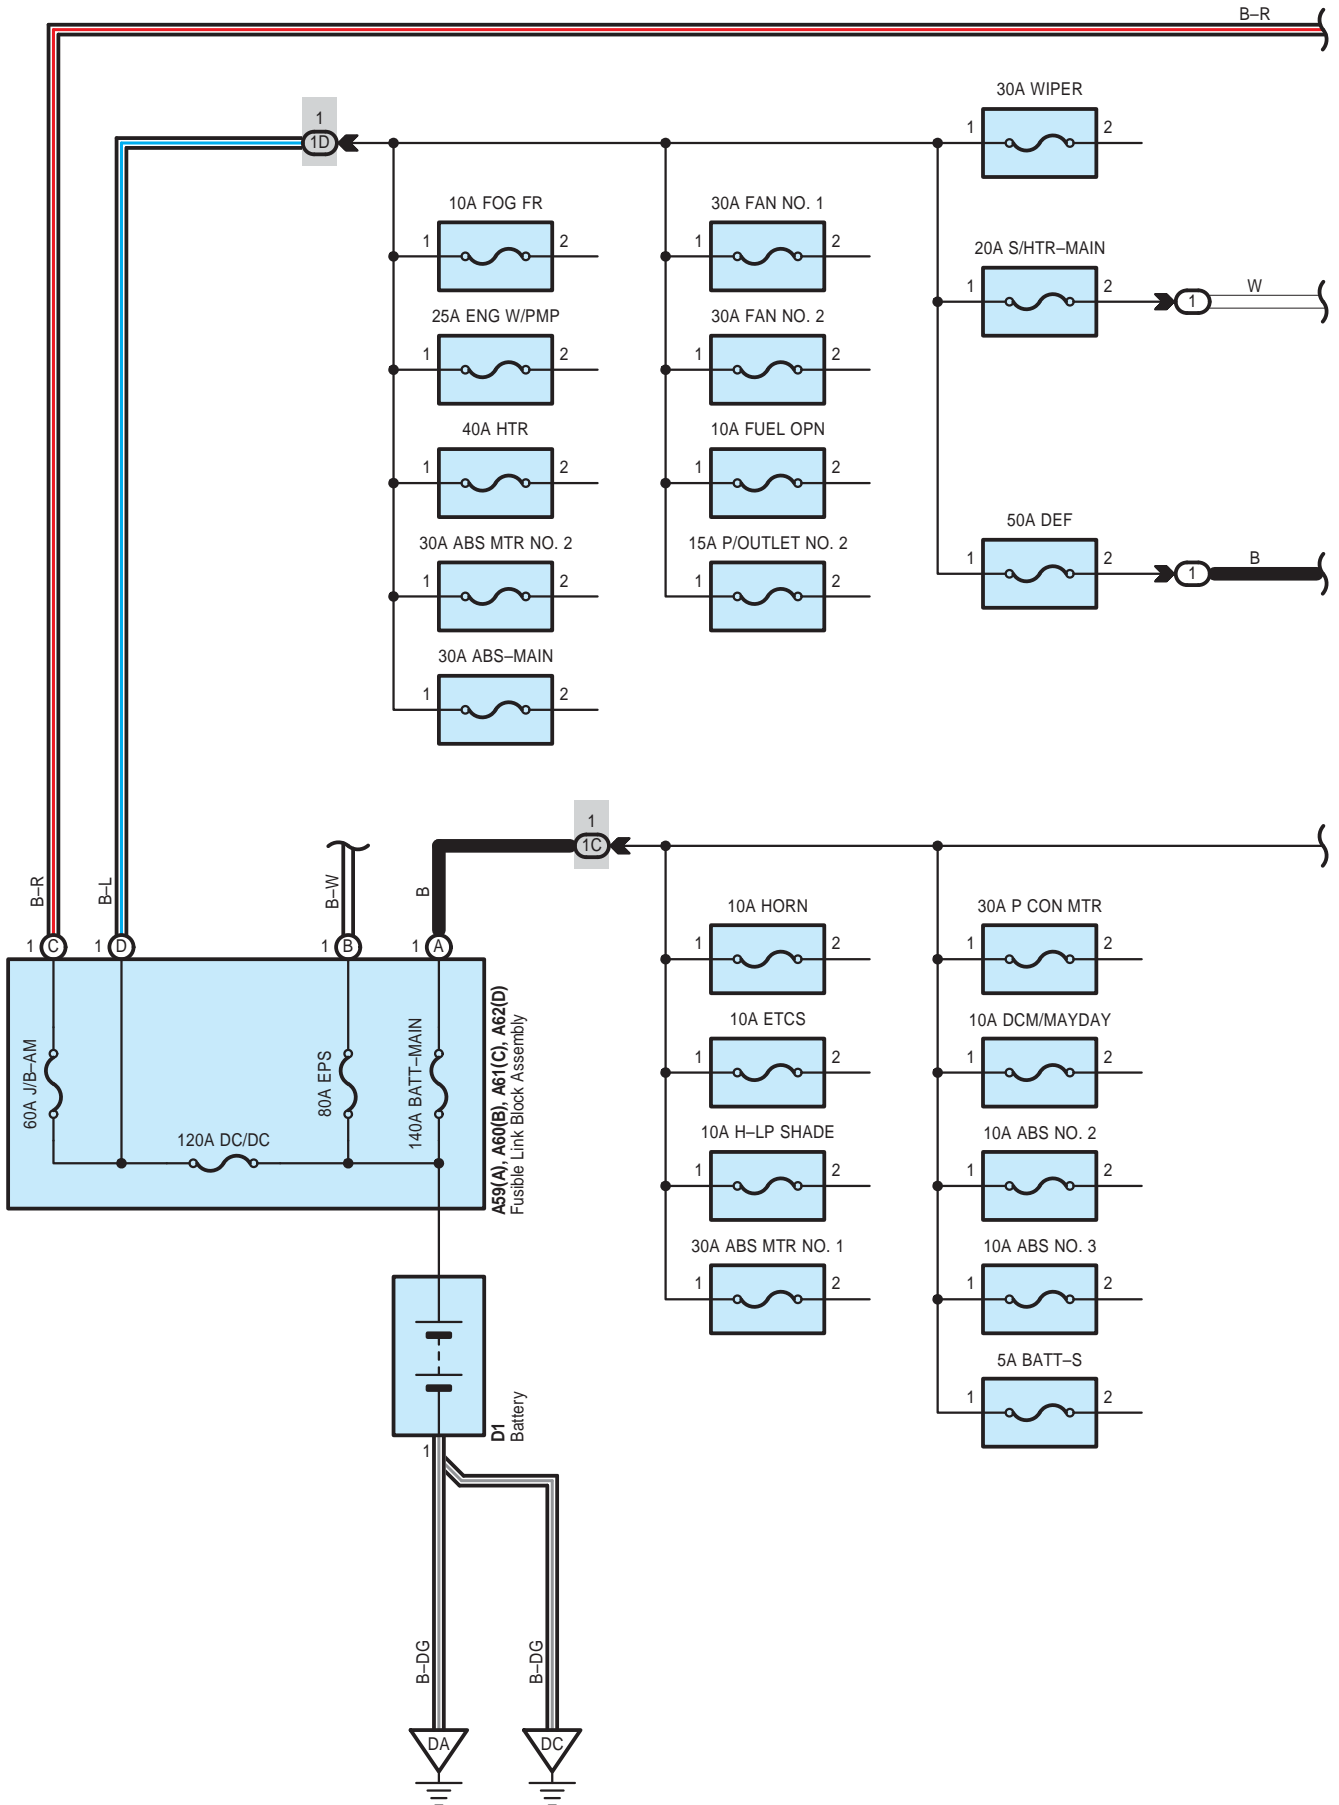 B–R
1
1D
30A WIPER
1 2
10A FOG FR
1 2
30A FAN NO. 1
1 2
20A S/HTR–MAIN
1 2
1
W
25A ENG W/PMP
1 2
30A FAN NO. 2
1 2
40A HTR
1 2
10A FUEL OPN
1 2
50A DEF
1 2
1
B
30A ABS MTR NO. 2
1 2
15A P/OUTLET NO. 2
1 2
30A ABS–MAIN
1 2
1
1C
B–R
B–L
B–W
B
1 C
1 D
1 B
1 A
10A HORN
1 2
30A P CON MTR
1 2
10A ETCS
1 2
10A DCM/MAYDAY
1 2
60A J/B–AM
80A EPS
140A BATT–MAIN
120A DC/DC
A59(A), A60(B), A61(C), A62(D)
Fusible Link Block Assembly
10A H–LP SHADE
1 2
10A ABS NO. 2
1 2
30A ABS MTR NO. 1
1 2
10A ABS NO. 3
1 2
5A BATT–S
1 2
D1
Battery
1
B–DG
B–DG
DA
DC